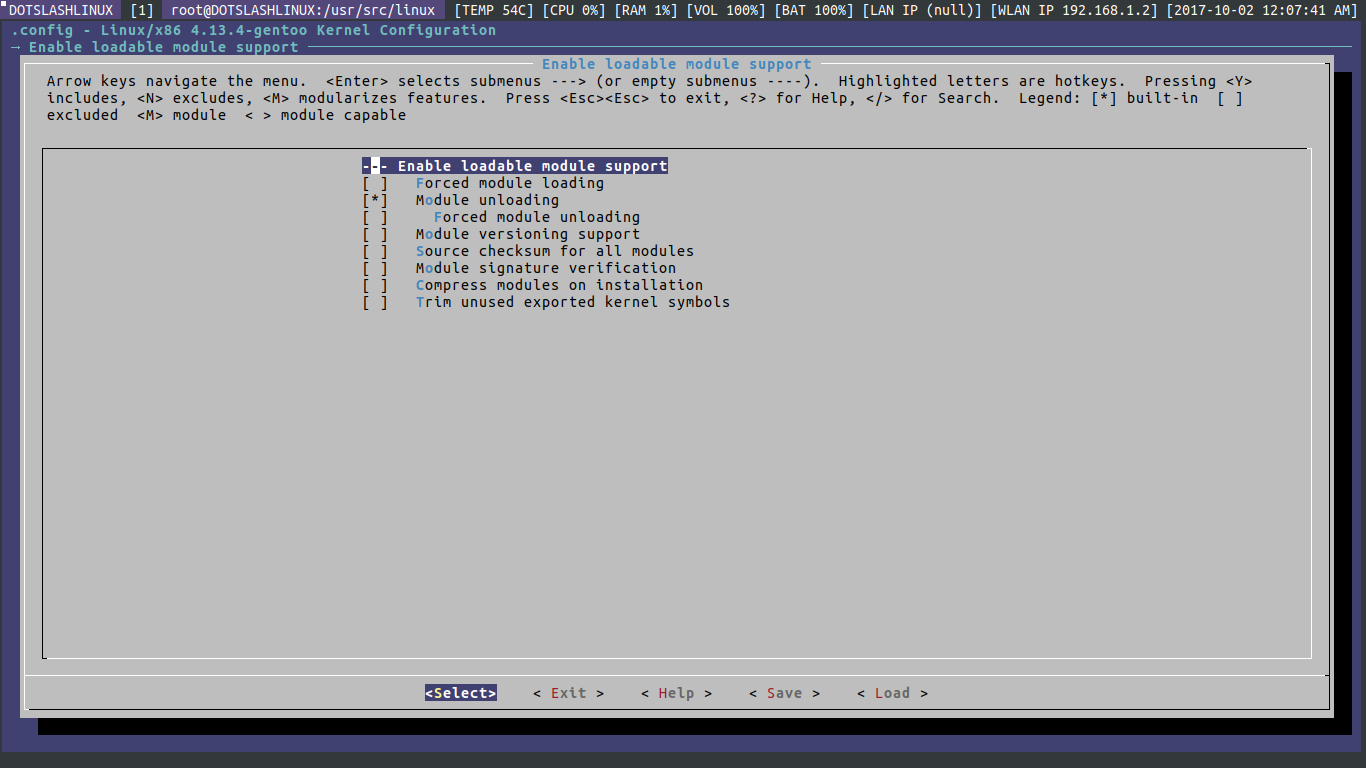 DOTSLASHLINUX [1] root@DOTSLASHLINUX:/usr/src/linux [TEMP 54C] [CPU 0%] [RAM 1%] [VOL 100%] [BAT 100%] [LAN IP (null)] [WLAN IP 192.168.1.2] [2017-10-02 12:07:41 AM]
.config - Linux/x86 4.13.4-gentoo Kernel Configuration
→ Enable loadable module support
Enable loadable module support
Arrow keys navigate the menu.  <Enter> selects submenus ---> (or empty submenus ----).  Highlighted letters are hotkeys.  Pressing <Y>
includes, <N> excludes, <M> modularizes features.  Press <Esc><Esc> to exit, <?> for Help, </> for Search.  Legend: [*] built-in  [ ]
excluded  <M> module  < > module capable
--- Enable loadable module support
[ ]   Forced module loading
[*]   Module unloading
[ ]     Forced module unloading
[ ]   Module versioning support
[ ]   Source checksum for all modules
[ ]   Module signature verification
[ ]   Compress modules on installation
[ ]   Trim unused exported kernel symbols
<Select>    < Exit >    < Help >    < Save >    < Load >